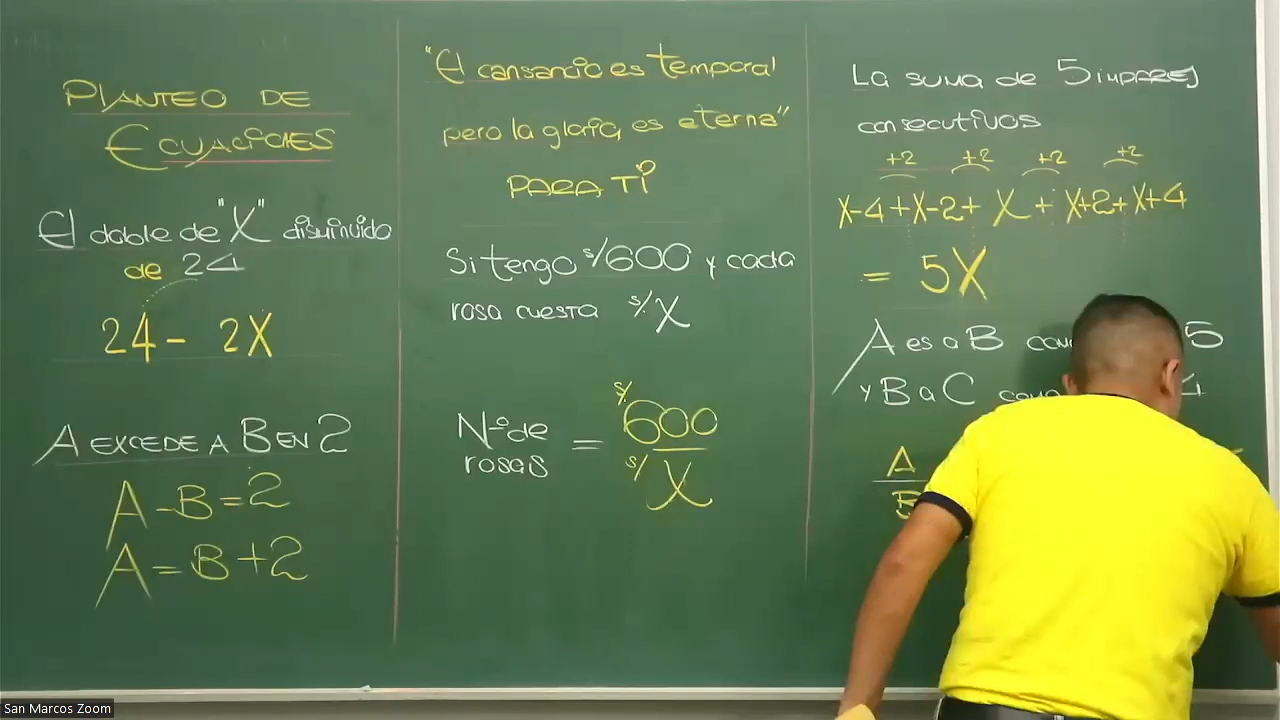 PLANTEO DE
ECUACIONES
El doble de "X" disminuido
de 24
24 - 2X
A EXCEDE A B EN 2
A - B = 2
A = B + 2
"El cansancio es temporal
pero la gloria es eterna"
PARA TI
Si tengo s/600 y cada
rosa cuesta s/X
N° de rosas = s/600 / s/X
La suma de 5 impares
consecutivos
+2 +2 +2 +2
X-4+X-2+ X + X+2+X+4
= 5X
A es a B 5
y B a C 4
A
B
San Marcos Zoom